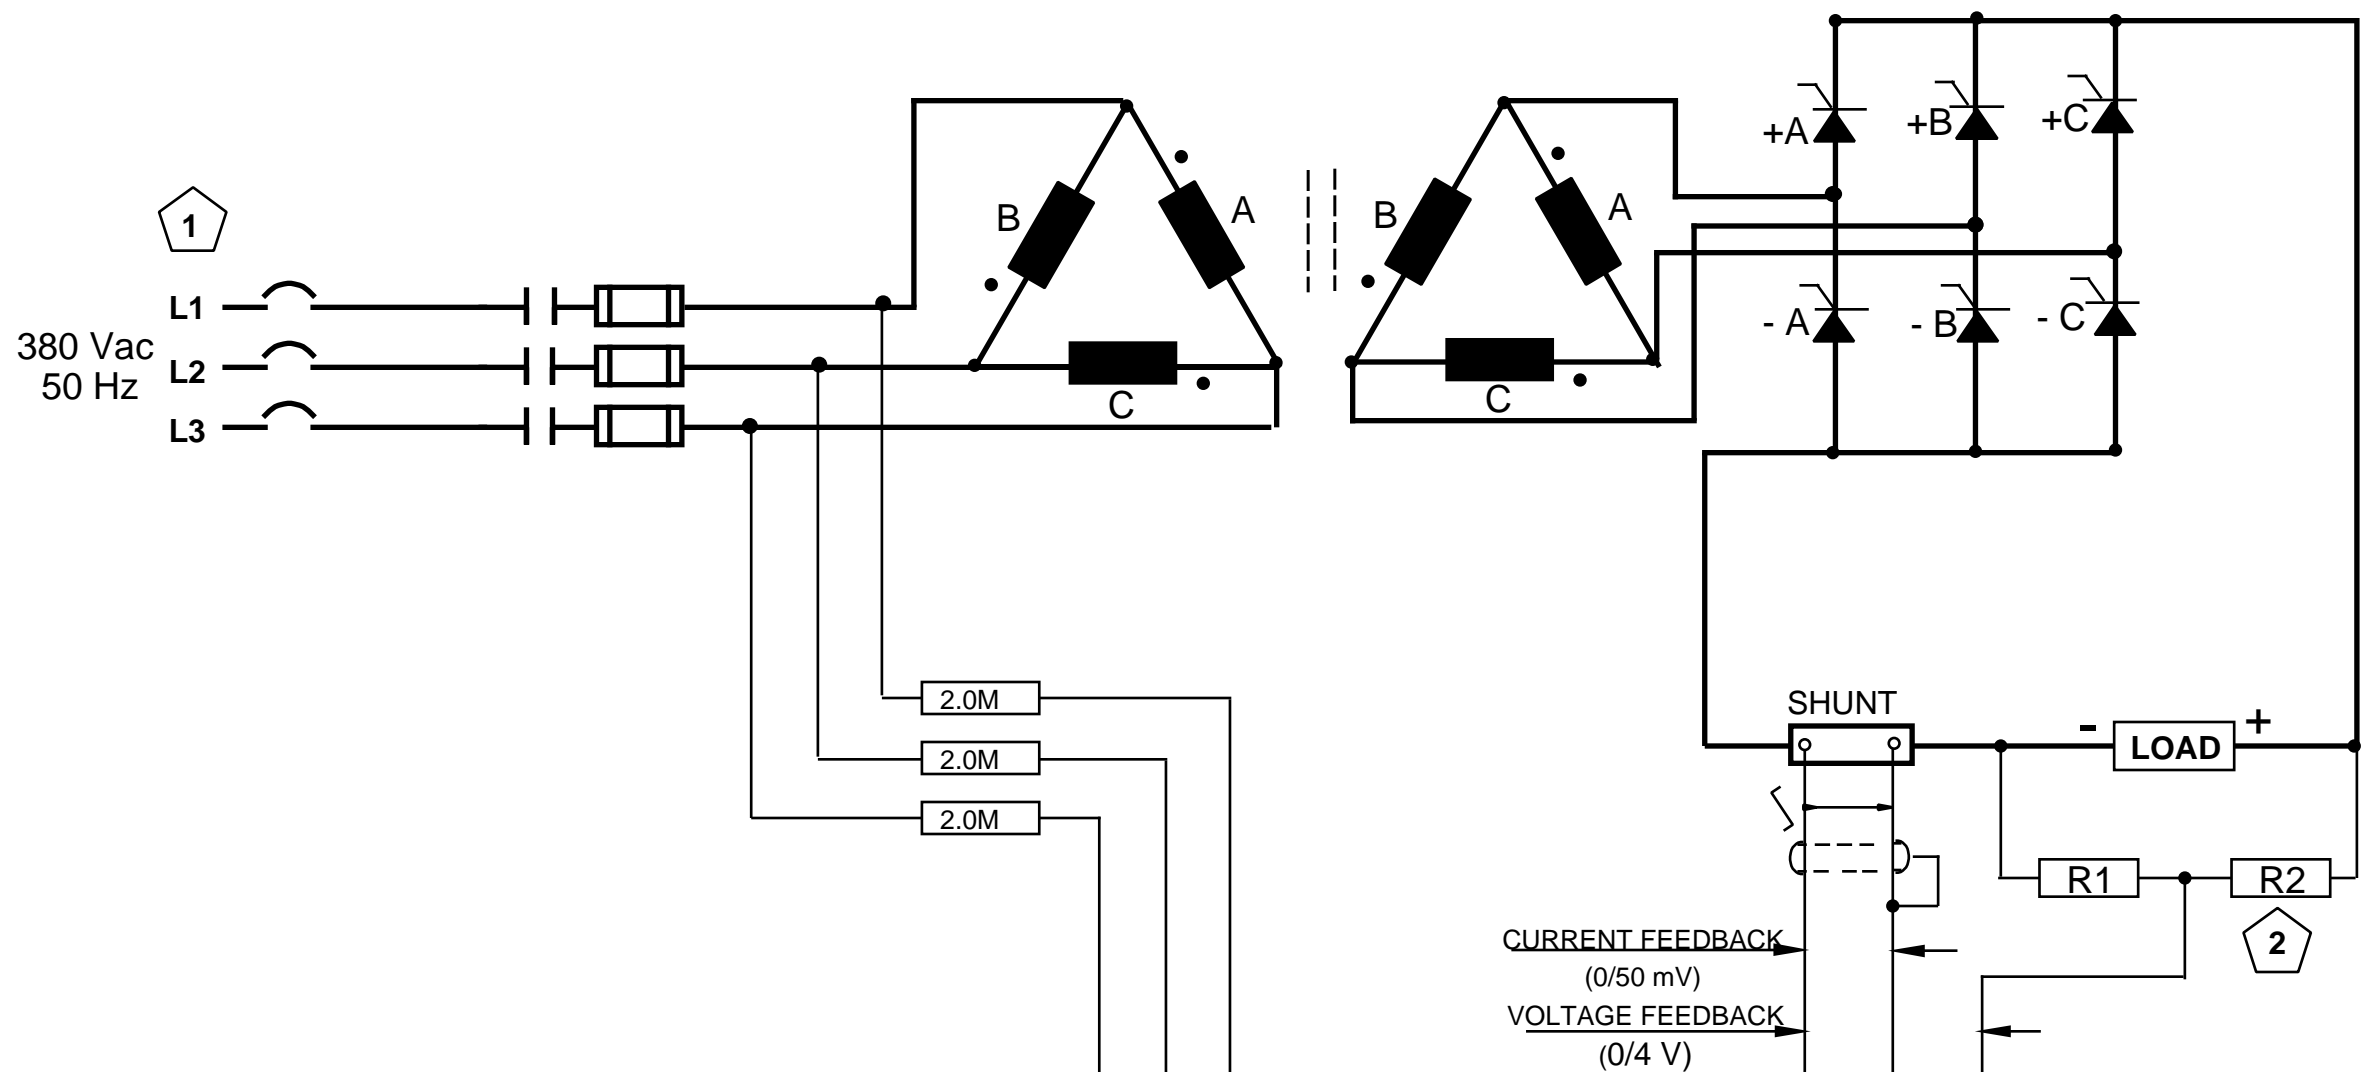 +A
+B
+C
B
A
B
A
1
L1
380 Vac
50 Hz
L2
L3
C
C
- A
- B
- C
2.0M
2.0M
2.0M
SHUNT
-
LOAD
+
R1
R2
2
CURRENT FEEDBACK
(0/50 mV)
VOLTAGE FEEDBACK
(0/4 V)